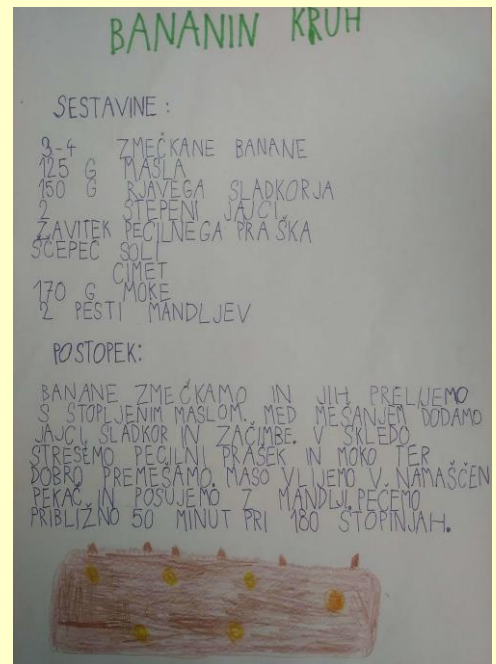 BANANIN KRUH
SESTAVINE:
3-4 ZMEČKANE BANANE
125 G MASLA
150 G RJAVEGA SLADKORJA
2 STEPENI JAJCI
ZAVITEK PECILNEGA PRAŠKA
ŠČEPEC SOLI
CIMET
170 G MOKE
2 PESTI MANDLJEV
POSTOPEK:
BANANE ZMEČKAMO IN JIH PRELIJEMO
S STOPLJENIM MASLOM. MED MEŠANJEM DODAMO
JAJCI, SLADKOR IN ZAČIMBE. V SKLEDO
STRESEMO PECILNI PRAŠEK IN MOKO TER
DOBRO PREMEŠAMO. MASO VLIJEMO V NAMAŠČEN
PEKAČ IN POSUJEMO Z MANDLJI. PEČEMO
PRIBLIŽNO 50 MINUT PRI 180 STOPINJAH.